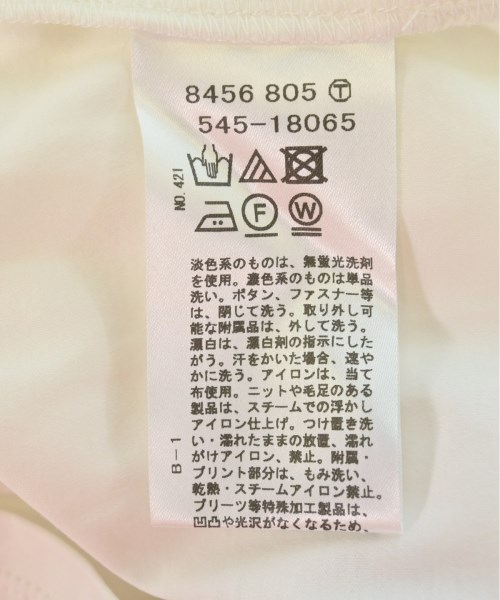 8456 805 Ⓣ
545-18065
NO.421
F W
淡色系のものは、無蛍光洗剤
を使用。濃色系のものは単品
洗い。ボタン、ファスナー等
は、閉じて洗う。取り外し可
能な附属品は、外して洗う。
漂白は、漂白剤の指示にした
がう。汗をかいた場合、速や
かに洗う。アイロンは、当て
布使用。ニットや毛足のある
製品は、スチームでの浮かし
アイロン仕上げ。つけ置き洗
い・濡れたままの放置、濡れ
がけアイロン、禁止。附属・
プリント部分は、もみ洗い、
乾熱・スチームアイロン禁止。
プリーツ等特殊加工製品は、
凹凸や光沢がなくなるため、
B-1